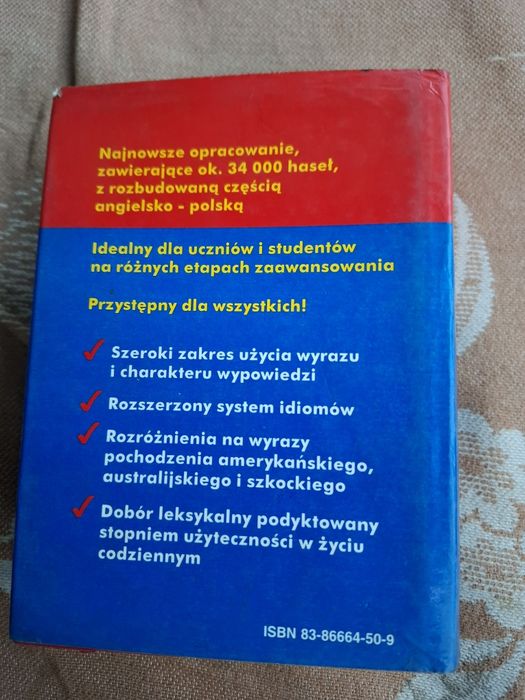 Najnowsze opracowanie,
zawierające ok. 34 000 haseł,
z rozbudowaną częścią
angielsko - polską
Idealny dla uczniów i studentów
na różnych etapach zaawansowania
Przystępny dla wszystkich!
Szeroki zakres użycia wyrazu
i charakteru wypowiedzi
Rozszerzony system idiomów
Rozróżnienia na wyrazy
pochodzenia amerykańskiego,
australijskiego i szkockiego
Dobór leksykalny podyktowany
stopniem użyteczności w życiu
codziennym
ISBN 83-86664-50-9